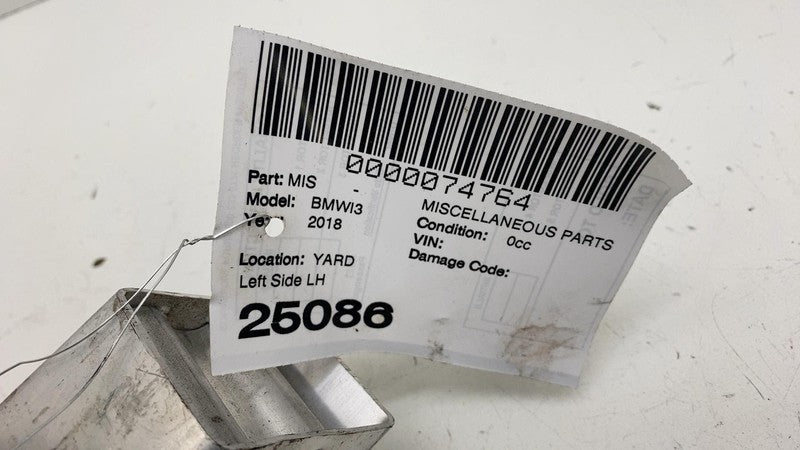 0000074764
Part: MIS - MISCELLANEOUS PARTS
Model: BMWI3 Condition: 0cc
2018 VIN:
Damage Code:
Location: YARD
Left Side LH
25086